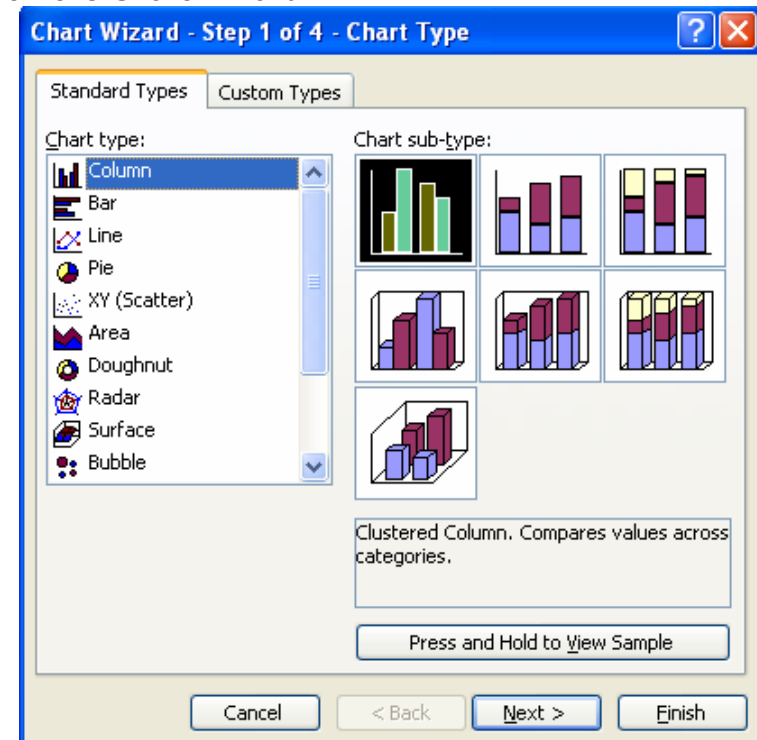 Chart Wizard - Step 1 of 4 - Chart Type
Standard Types
Custom Types
Chart type:
Column
Bar
Line
Pie
XY (Scatter)
Area
Doughnut
Radar
Surface
Bubble
Chart sub-type:
Clustered Column. Compares values across
categories.
Press and Hold to View Sample
Cancel
< Back
Next >
Finish